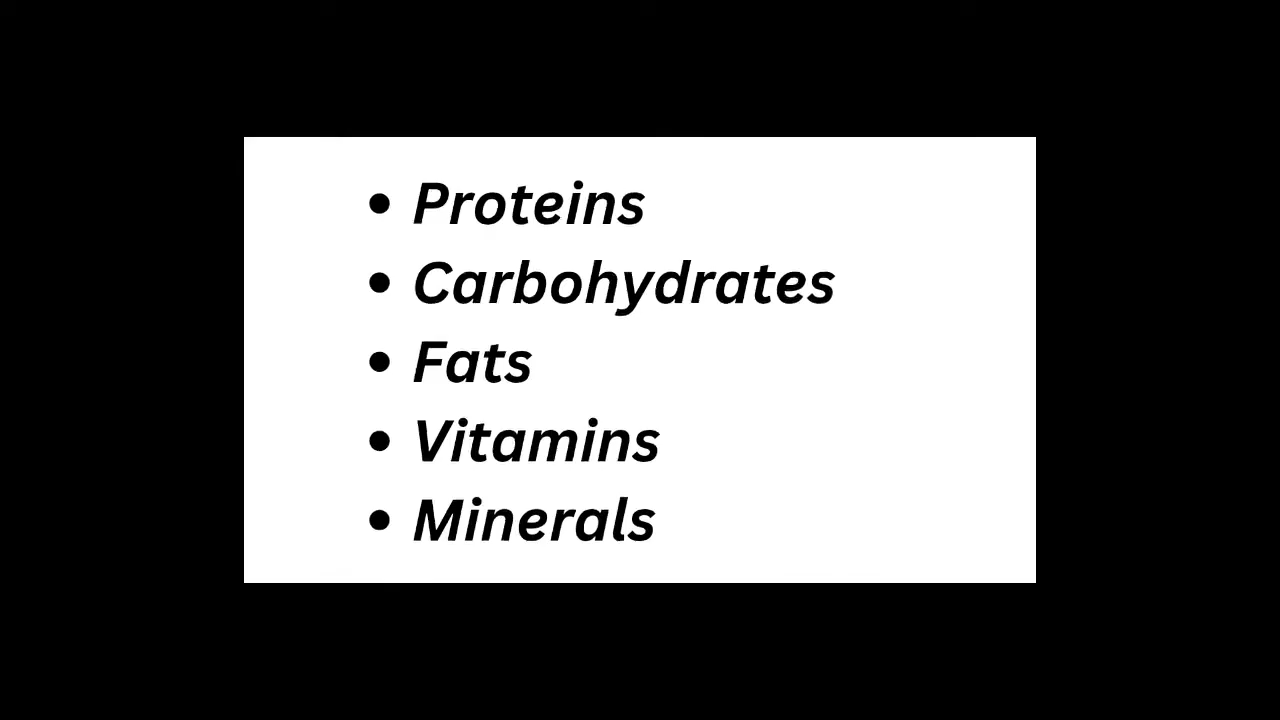 • Proteins
• Carbohydrates
• Fats
• Vitamins
• Minerals